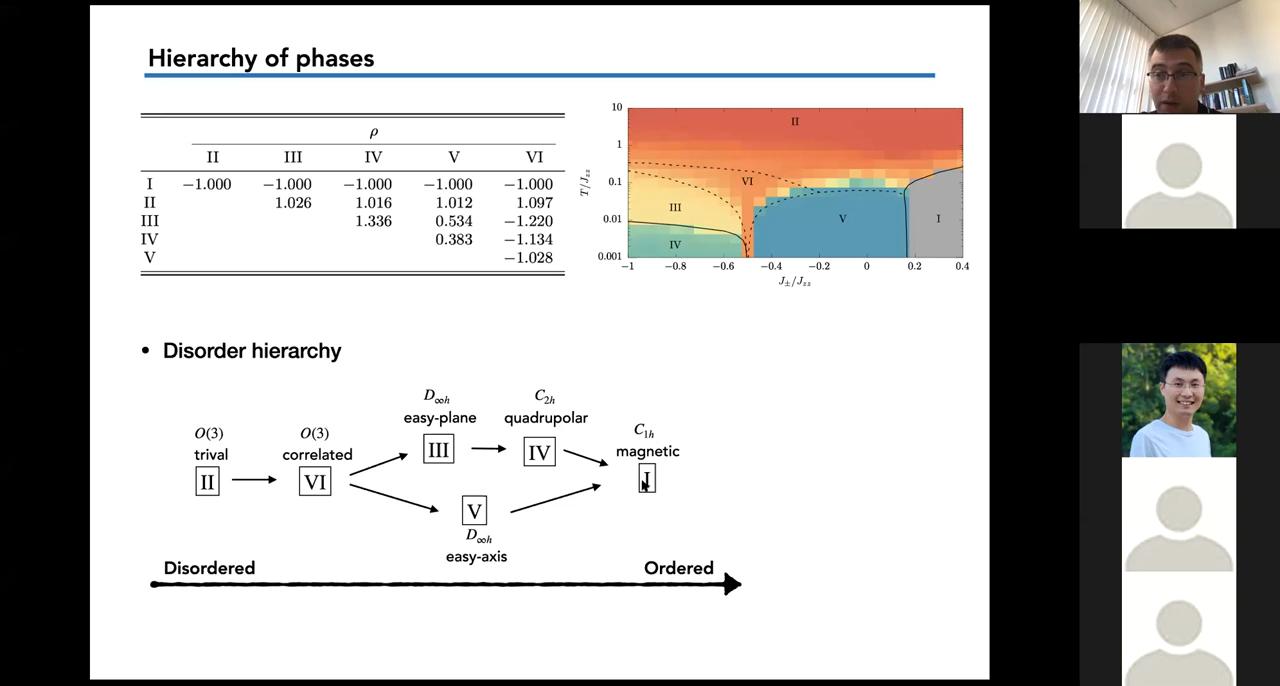 Hierarchy of phases
ρ
II III IV V VI
I −1.000 −1.000 −1.000 −1.000 −1.000
II 1.026 1.016 1.012 1.097
III 1.336 0.534 −1.220
IV 0.383 −1.134
V −1.028
T/J_zz
10
1
0.1
0.01
0.001
II
VI
III
V
I
IV
−1 −0.8 −0.6 −0.4 −0.2 0 0.2 0.4
J_±/J_zz
• Disorder hierarchy
D_∞h
easy-plane
III
C_2h
quadrupolar
IV
O(3)
trival
II
O(3)
correlated
VI
C_1h
magnetic
I
V
D_∞h
easy-axis
Disordered
Ordered